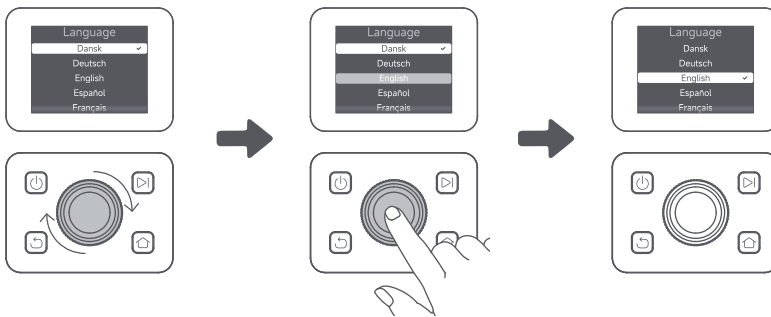 Language
Dansk
Deutsch
English
Español
Français
Language
Dansk
Deutsch
English
Español
Français
Language
Dansk
Deutsch
English
Español
Français